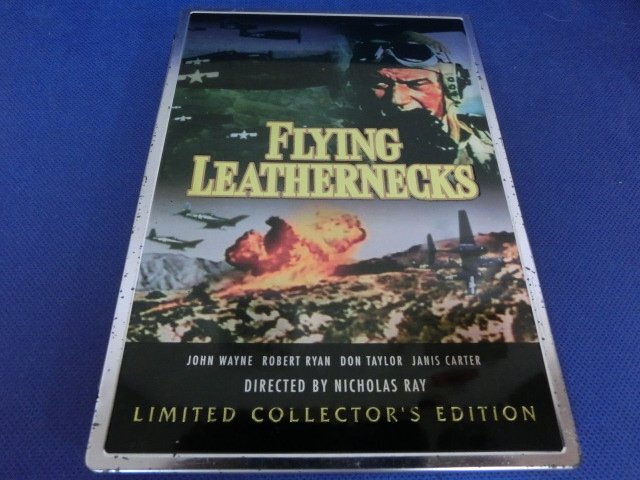 FLYING
LEATHERNECKS
JOHN WAYNE ROBERT RYAN DON TAYLOR JANIS CARTER
DIRECTED BY NICHOLAS RAY
LIMITED COLLECTOR'S EDITION